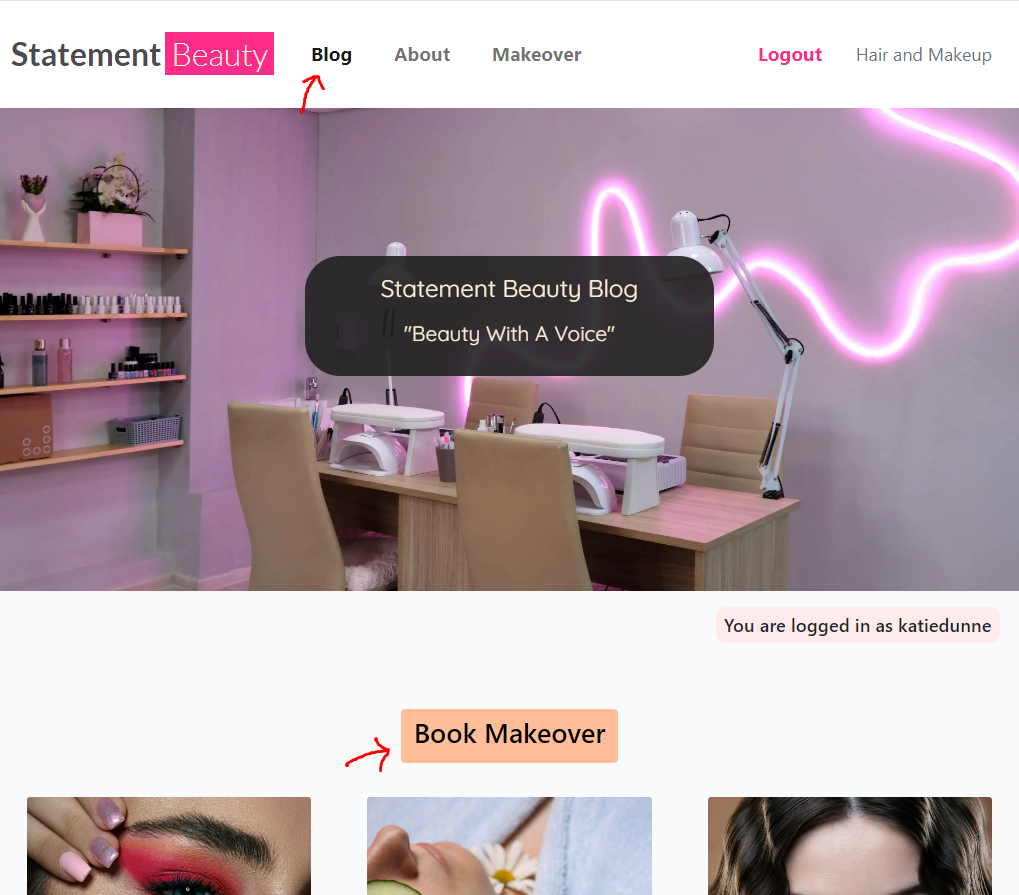 Statement Beauty Blog About Makeover Logout Hair and Makeup
Statement Beauty Blog
"Beauty With A Voice"
You are logged in as katiedunne
Book Makeover